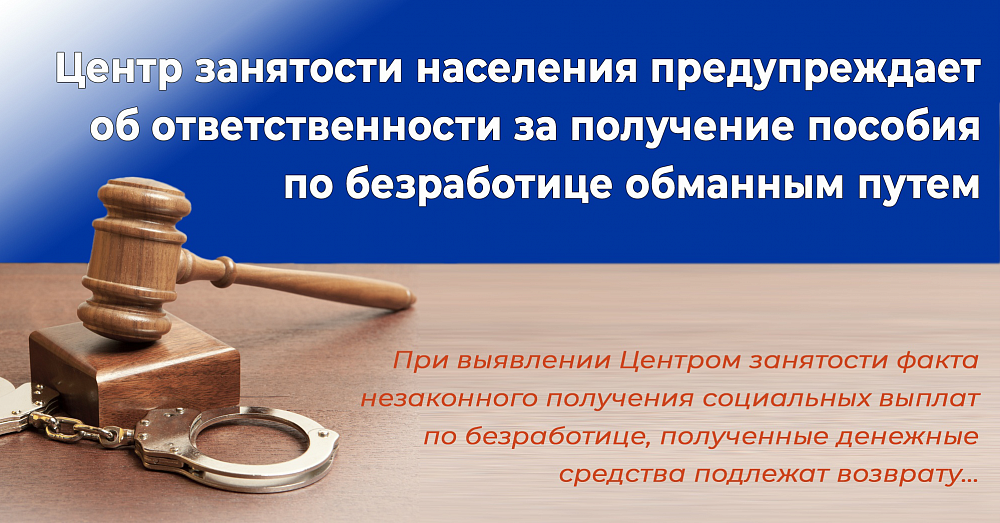 Центр занятости населения предупреждает
об ответственности за получение пособия
по безработице обманным путем
При выявлении Центром занятости факта
незаконного получения социальных выплат
по безработице, полученные денежные
средства подлежат возврату...